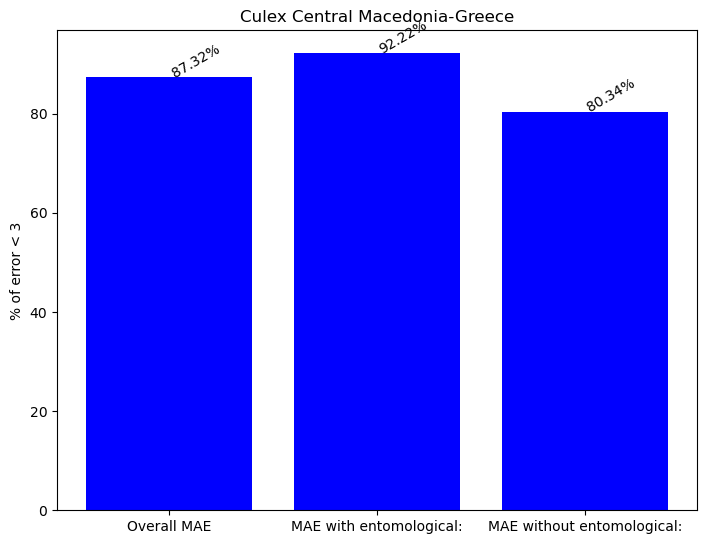 Culex Central Macedonia-Greece
87.32%
92.22%
80.34%
% of error < 3
80
60
40
20
0
Overall MAE
MAE with entomological:
MAE without entomological: